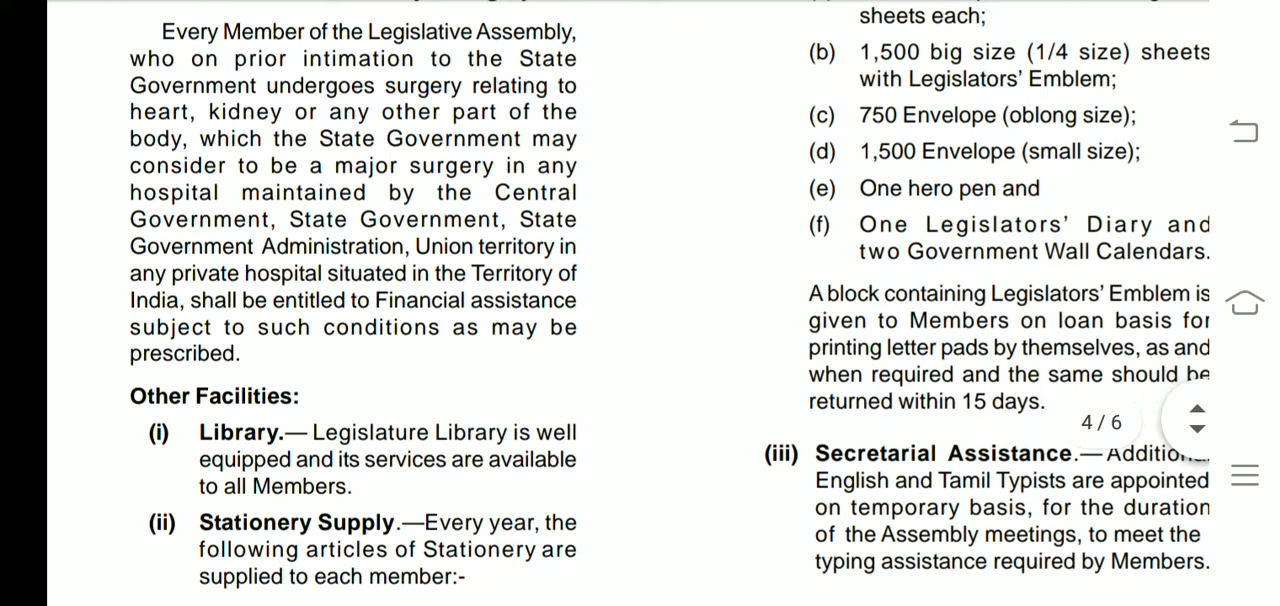 Every Member of the Legislative Assembly,
who on prior intimation to the State
Government undergoes surgery relating to
heart, kidney or any other part of the
body, which the State Government may
consider to be a major surgery in any
hospital maintained by the Central
Government, State Government, State
Government Administration, Union territory in
any private hospital situated in the Territory of
India, shall be entitled to Financial assistance
subject to such conditions as may be
prescribed.
Other Facilities:
(i) Library.— Legislature Library is well
equipped and its services are available
to all Members.
(ii) Stationery Supply.—Every year, the
following articles of Stationery are
supplied to each member:-
sheets each;
(b) 1,500 big size (1/4 size) sheets
with Legislators' Emblem;
(c) 750 Envelope (oblong size);
(d) 1,500 Envelope (small size);
(e) One hero pen and
(f) One Legislators' Diary and
two Government Wall Calendars.
A block containing Legislators' Emblem is
given to Members on loan basis for
printing letter pads by themselves, as and
when required and the same should be
returned within 15 days.
4 / 6
(iii) Secretarial Assistance.—
English and Tamil Typists are appointed
on temporary basis, for the duration
of the Assembly meetings, to meet the
typing assistance required by Members.